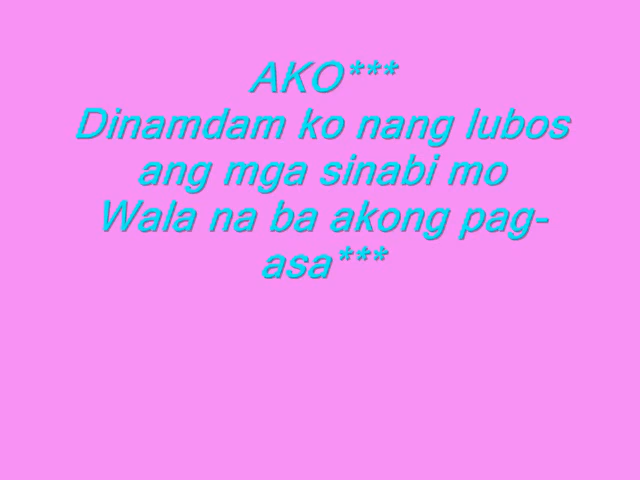 AKO***
Dinamdam ko nang lubos
ang mga sinabi mo
Wala na ba akong pag-
asa***